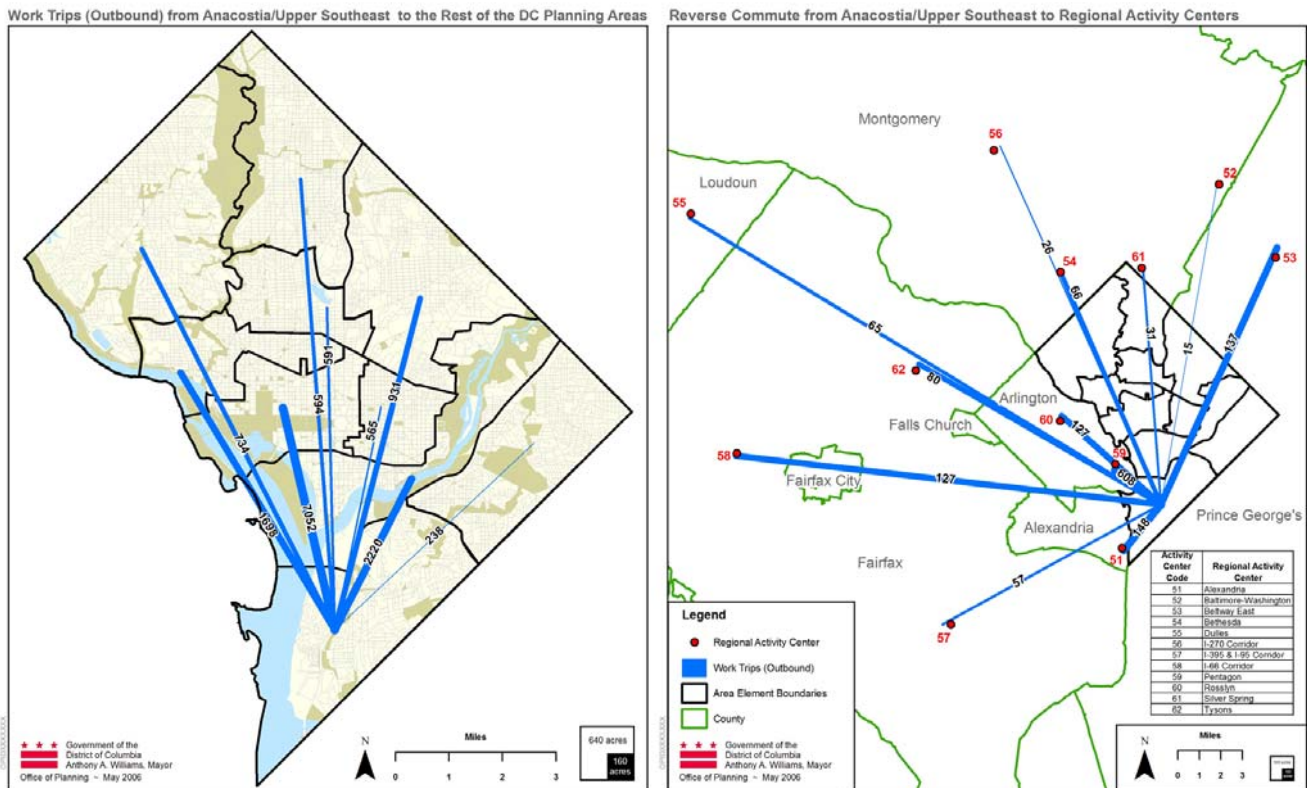 Work Trips (Outbound) from Anacostia/Upper Southeast to the Rest of the DC Planning Areas
734
1698
7052
594
591
565
931
2220
238
★ ★ ★ Government of the
District of Columbia
Anthony A. Williams, Mayor
Office of Planning ~ May 2006
N
Miles
0 1 2 3
640 acres
160
acres
Reverse Commute from Anacostia/Upper Southeast to Regional Activity Centers
Montgomery
Loudoun
Arlington
Falls Church
Fairfax City
Alexandria
Fairfax
Prince George's
56
52
55
54
61
53
62
60
59
58
51
57
26
66
31
15
137
65
80
127
608
127
148
57
Legend
Regional Activity Center
Work Trips (Outbound)
Area Element Boundaries
County
★ ★ ★ Government of the
District of Columbia
Anthony A. Williams, Mayor
Office of Planning ~ May 2006
Activity Center Code Regional Activity Center
51 Alexandria
52 Baltimore-Washington
53 Beltway East
54 Bethesda
55 Dulles
56 I-270 Corridor
57 I-395 & I-95 Corridor
58 I-66 Corridor
59 Pentagon
60 Rosslyn
61 Silver Spring
62 Tysons
N
Miles
0 1 2 3